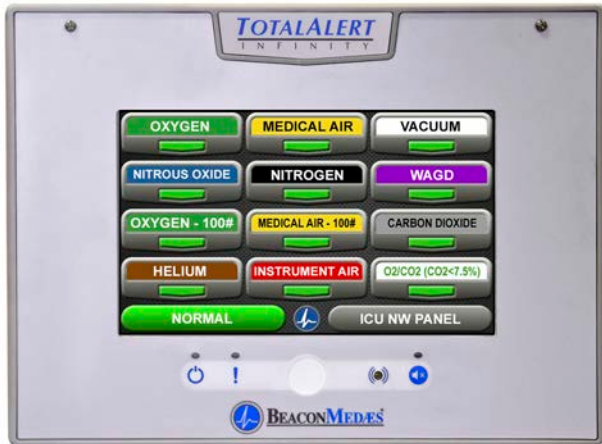 TOTALALERT
INFINITY
OXYGEN
MEDICAL AIR
VACUUM
NITROUS OXIDE
NITROGEN
WAGD
OXYGEN - 100#
MEDICAL AIR - 100#
CARBON DIOXIDE
HELIUM
INSTRUMENT AIR
O2/CO2 (CO2<7.5%)
NORMAL
ICU NW PANEL
!
BEACONMEDÆS